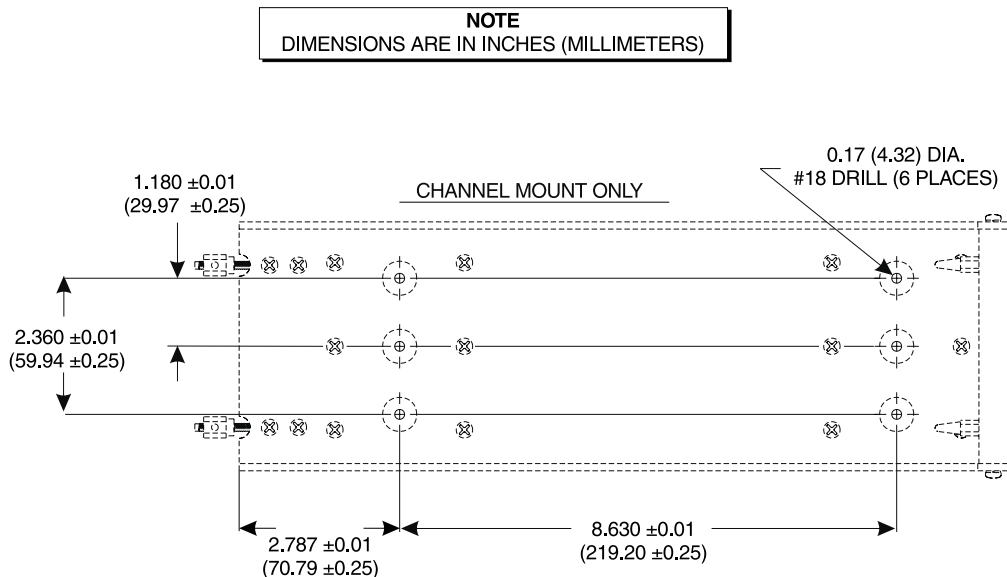 NOTE
DIMENSIONS ARE IN INCHES (MILLIMETERS)
0.17 (4.32) DIA.
#18 DRILL (6 PLACES)
1.180 ±0.01
(29.97 ±0.25)
CHANNEL MOUNT ONLY
2.360 ±0.01
(59.94 ±0.25)
2.787 ±0.01
(70.79 ±0.25)
8.630 ±0.01
(219.20 ±0.25)